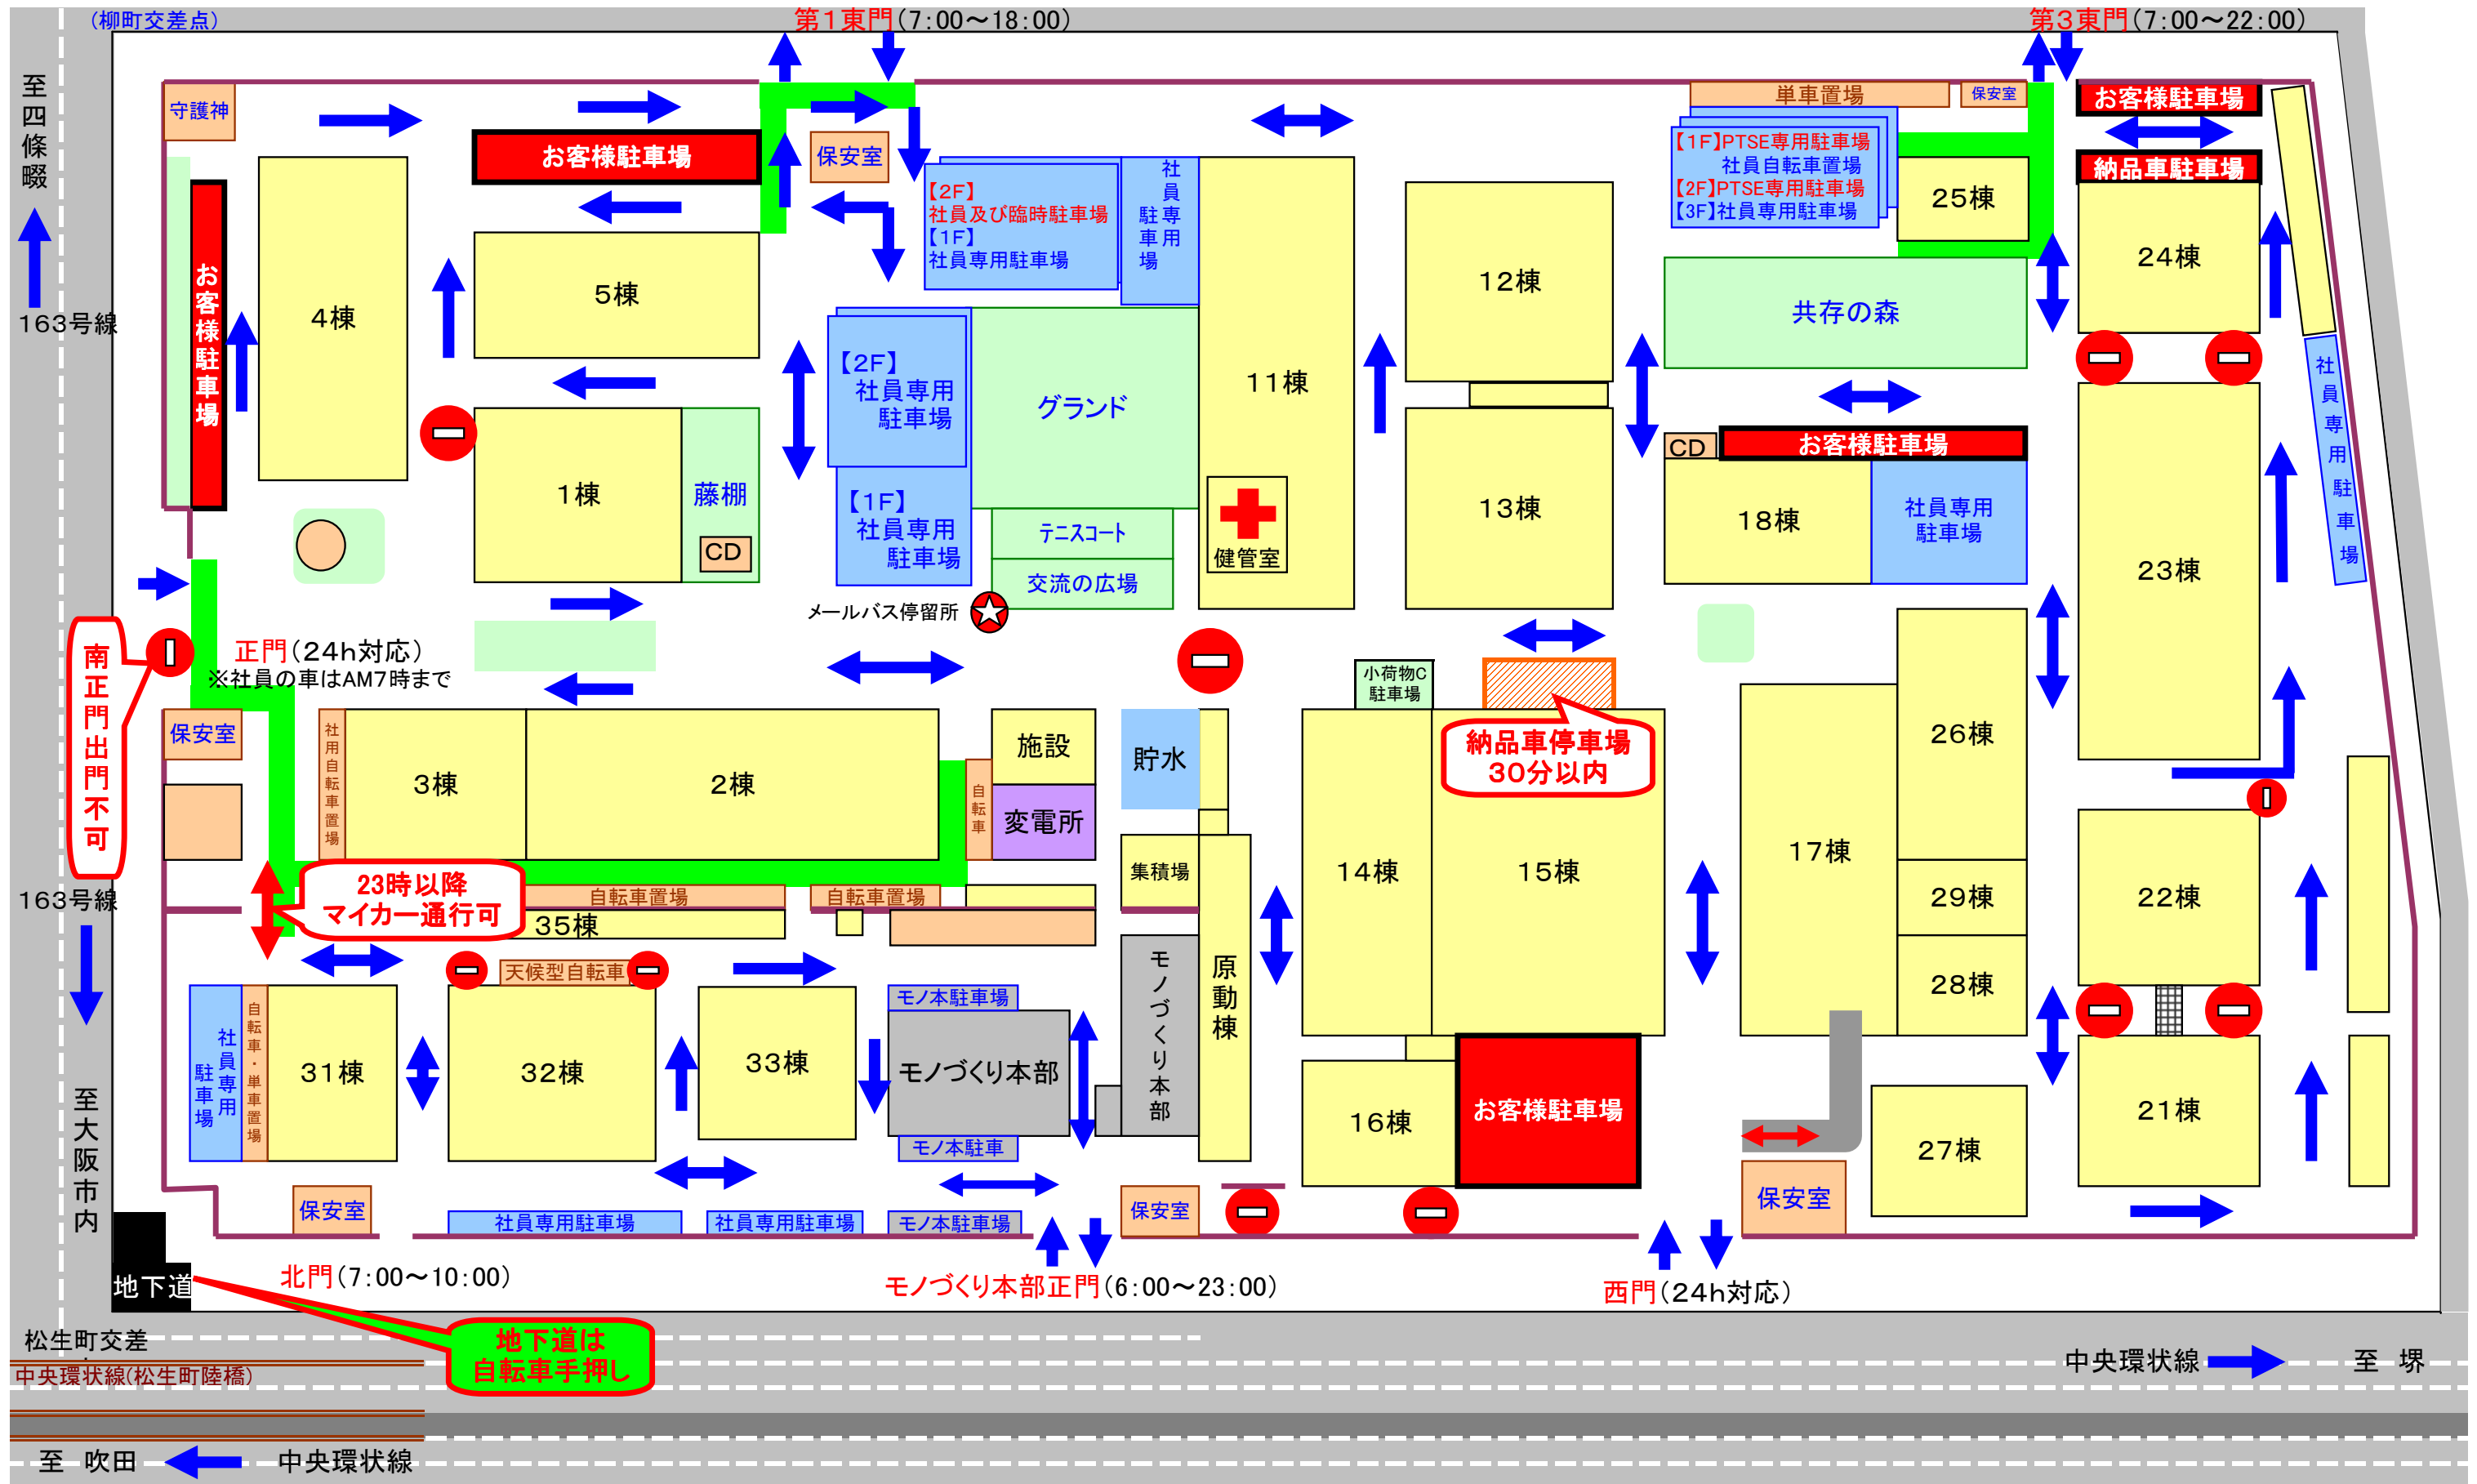 (柳町交差点)
第1東門(7:00～18:00)
第3東門(7:00～22:00)
至四條畷
163号線
守護神
お客様駐車場
保安室
単車置場
保安室
お客様駐車場
納品車駐車場
【1F】PTSE専用駐車場
社員自転車置場
【2F】PTSE専用駐車場
【3F】社員専用駐車場
25棟
24棟
【2F】
社員及び臨時駐車場
【1F】
社員専用駐車場
社員専用
駐車場
お客様駐車場
4棟
5棟
12棟
共存の森
11棟
【2F】
社員専用
駐車場
グランド
社員専用駐車場
CD
お客様駐車場
1棟
藤棚
CD
【1F】
社員専用
駐車場
テニスコート
交流の広場
健管室
13棟
18棟
社員専用
駐車場
23棟
メールバス停留所
南正門出門不可
正門(24h対応)
※社員の車はAM7時まで
小荷物C
駐車場
納品車停車場
30分以内
保安室
社用自転車置場
3棟
2棟
自転車
施設
変電所
貯水
26棟
集積場
14棟
15棟
17棟
163号線
23時以降
マイカー通行可
自転車置場
自転車置場
35棟
29棟
22棟
天候型自転車
モノづくり本部
原動棟
28棟
社員専用
駐車場
自転車・単車置場
31棟
32棟
33棟
モノ本駐車場
モノづくり本部
モノ本駐車
16棟
お客様駐車場
27棟
21棟
至大阪市内
保安室
社員専用駐車場
社員専用駐車場
モノ本駐車場
保安室
保安室
地下道
北門(7:00～10:00)
モノづくり本部正門(6:00～23:00)
西門(24h対応)
地下道は
自転車手押し
松生町交差
中央環状線(松生町陸橋)
中央環状線
至 堺
至 吹田
中央環状線